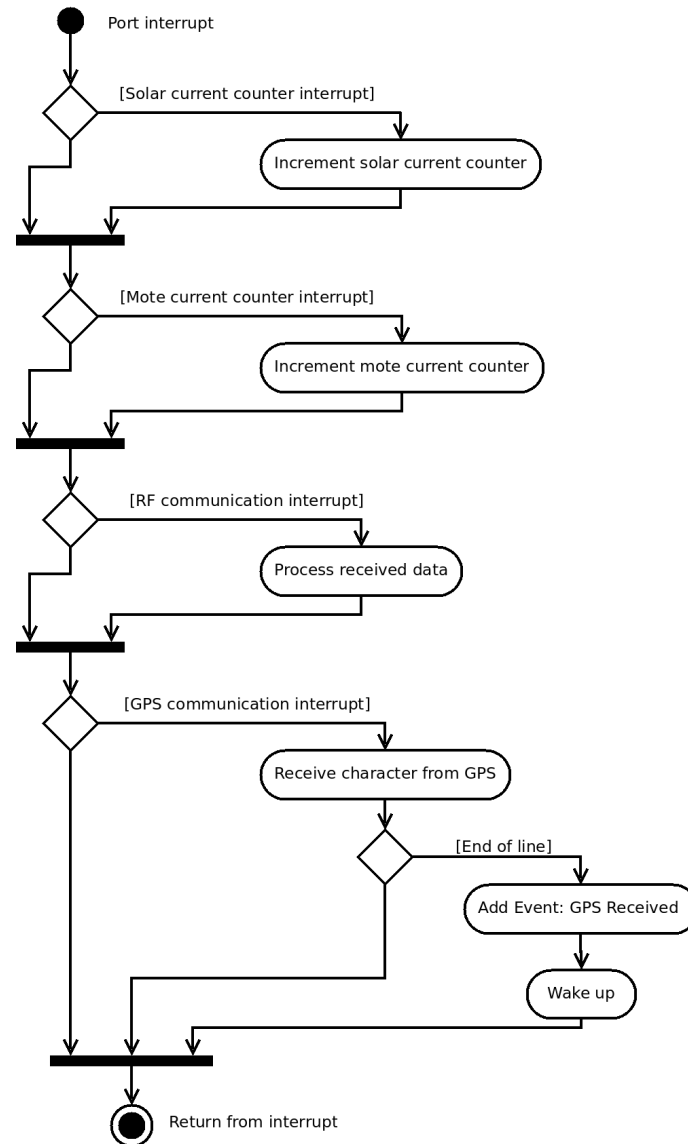 Port interrupt
[Solar current counter interrupt]
Increment solar current counter
[Mote current counter interrupt]
Increment mote current counter
[RF communication interrupt]
Process received data
[GPS communication interrupt]
Receive character from GPS
[End of line]
Add Event: GPS Received
Wake up
Return from interrupt